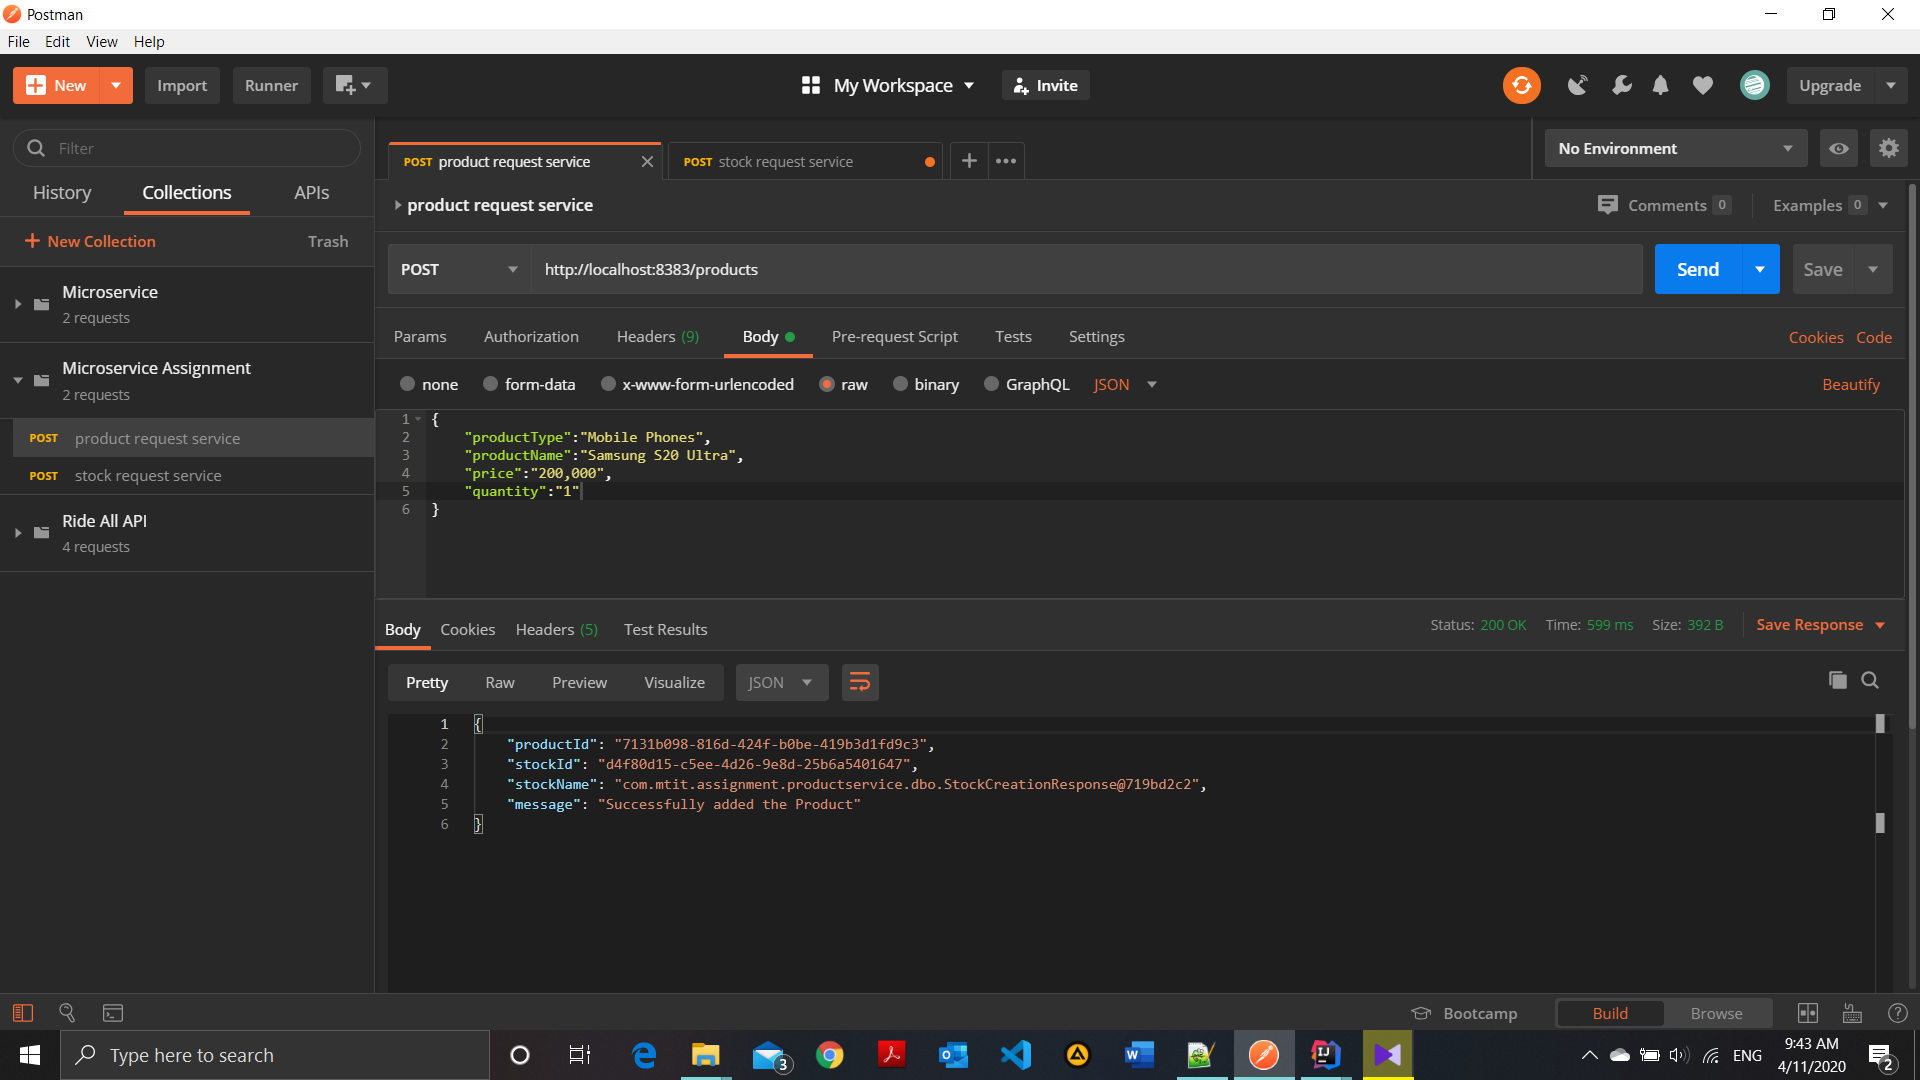 Postman
File Edit View Help
New Import Runner My Workspace Invite Upgrade
Filter
History Collections APIs
New Collection Trash
Microservice
2 requests
Microservice Assignment
2 requests
POST product request service
POST stock request service
Ride All API
4 requests
POST product request service POST stock request service No Environment
product request service Comments 0 Examples 0
POST http://localhost:8383/products Send Save
Params Authorization Headers (9) Body Pre-request Script Tests Settings Cookies Code
none form-data x-www-form-urlencoded raw binary GraphQL JSON Beautify
1 {
2 "productType":"Mobile Phones",
3 "productName":"Samsung S20 Ultra",
4 "price":"200,000",
5 "quantity":"1"
6 }
Body Cookies Headers (5) Test Results Status: 200 OK Time: 599 ms Size: 392 B Save Response
Pretty Raw Preview Visualize JSON
1 {
2 "productId": "7131b098-816d-424f-b0be-419b3d1fd9c3",
3 "stockId": "d4f80d15-c5ee-4d26-9e8d-25b6a5401647",
4 "stockName": "com.mtit.assignment.productservice.dbo.StockCreationResponse@719bd2c2",
5 "message": "Successfully added the Product"
6 }
Bootcamp Build Browse
Type here to search 3 ENG 9:43 AM
4/11/2020 2